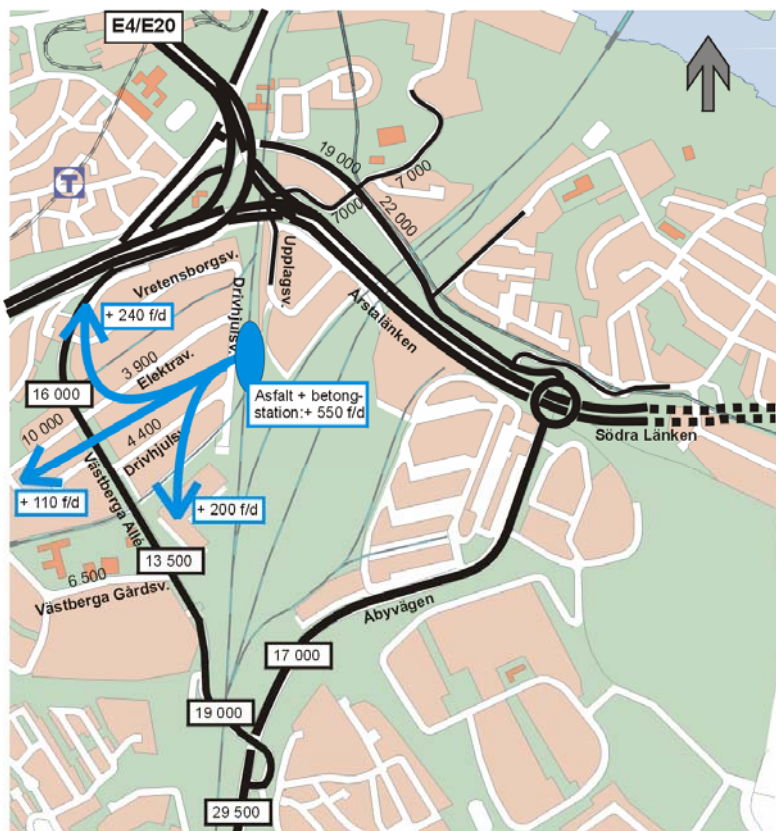 E4/E20
T
19 000
7 000
7000
22 000
Vretensborgsv.
Drivhjulsv.
Upplagsv.
Årstalänken
+ 240 f/d
3 900
Elektrav.
16 000
Asfalt + betong-
station:+ 550 f/d
10 000
4 400
Drivhjulsv.
Södra Länken
+ 110 f/d
+ 200 f/d
Västberga Allé
13 500
6 500
Västberga Gårdsv.
Åbyvägen
17 000
19 000
29 500